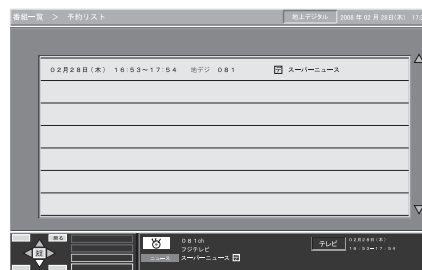 番組一覧 > 予約リスト 地上デジタル 2008年02月28日(木) 17:0
02月28日(木) 16:53~17:54 地デジ 081 字 スーパーニュース
戻る 081ch テレビ 02月28日(木)
フジテレビ 16:53-17:54
ニュース スーパーニュース 字